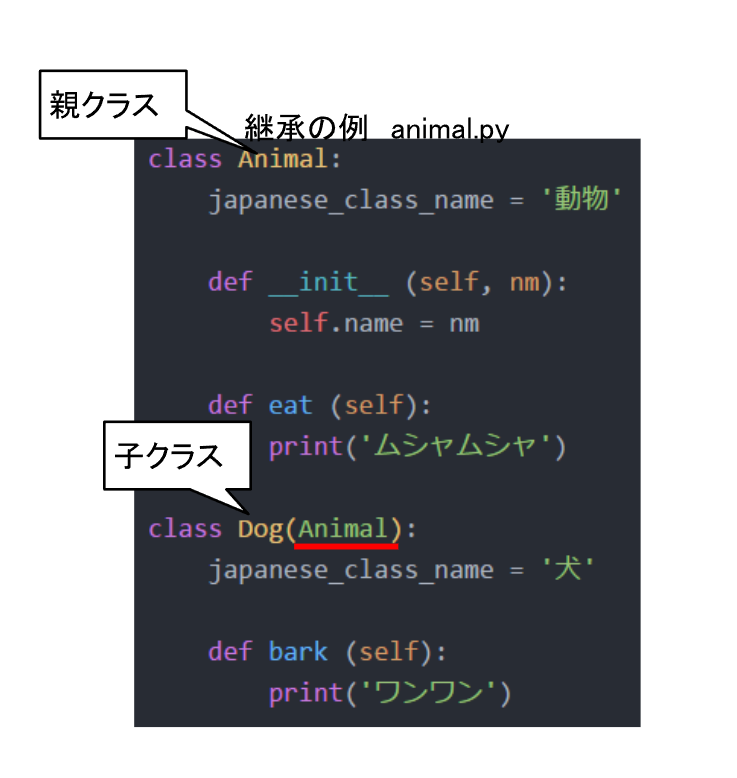 親クラス
継承の例 animal.py
class Animal:
    japanese_class_name = '動物'
    def __init__ (self, nm):
        self.name = nm
    def eat (self):
        print('ムシャムシャ')
子クラス
class Dog(Animal):
    japanese_class_name = '犬'
    def bark (self):
        print('ワンワン')